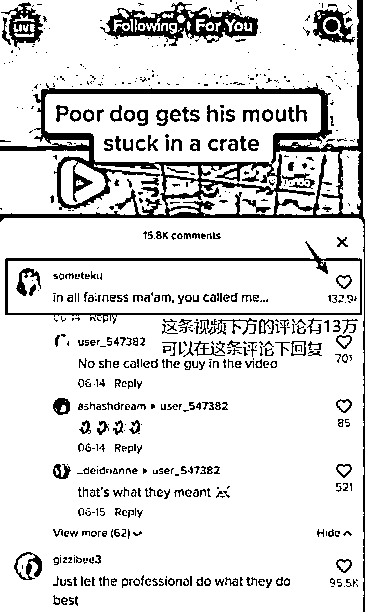 LIVE
Following For You
Poor dog gets his mouth
stuck in a crate
15.8K comments
someteku
in all fairness ma'am, you called me...
132.9K
06-14 Reply
这条视频下方的评论有13万
可以在这条评论下回复
user_547382
No she called the guy in the video
701
06-14 Reply
ashashdream user_547382
85
06-14 Reply
user_547382
that's what they meant
521
06-15 Reply
View more (62)
Hide
gizzibee3
Just let the professional do what they do
best
95.5K